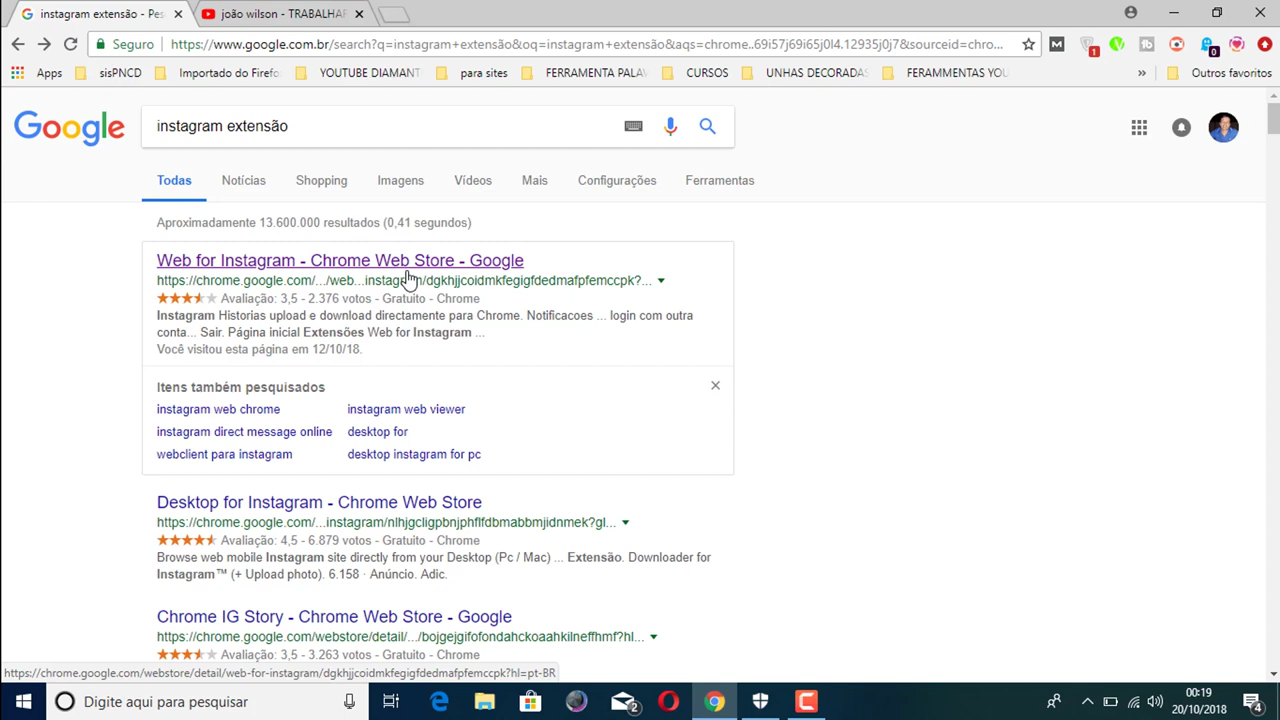 instagram extensão - Pes
joão wilson - TRABALHAR
Seguro
https://www.google.com.br/search?q=instagram+extensão&oq=instagram+extensão&aqs=chrome..69i57j69i65j0l4.12935j0j7&sourceid=chro...
1
0
Apps
sisPNCD
Importado do Firefo
YOUTUBE DIAMANT
para sites
FERRAMENTA PALAV
CURSOS
UNHAS DECORADAS
FERAMMENTAS YOU
»
Outros favoritos
Google
instagram extensão
Todas
Notícias
Shopping
Imagens
Vídeos
Mais
Configurações
Ferramentas
Aproximadamente 13.600.000 resultados (0,41 segundos)
Web for Instagram - Chrome Web Store - Google
https://chrome.google.com/.../web...instagram/dgkhjjcoidmkfegigfdedmafpfemccpk?...
Avaliação: 3,5 - 2.376 votos - Gratuito - Chrome
Instagram Historias upload e download directamente para Chrome. Notificacoes ... login com outra
conta... Sair. Página inicial Extensões Web for Instagram ...
Você visitou esta página em 12/10/18.
Itens também pesquisados
instagram web chrome
instagram web viewer
instagram direct message online
desktop for
webclient para instagram
desktop instagram for pc
Desktop for Instagram - Chrome Web Store
https://chrome.google.com/...instagram/nlhjgcligpbnjphflfdbmabbmjidnmek?gl...
Avaliação: 4,5 - 6.879 votos - Gratuito - Chrome
Browse web mobile Instagram site directly from your Desktop (Pc / Mac) ... Extensão. Downloader for
Instagram™ (+ Upload photo). 6.158 · Anúncio. Adic.
Chrome IG Story - Chrome Web Store - Google
https://chrome.google.com/webstore/detail/.../bojgejgifofondahckoaahkilneffhmf?hl...
Avaliação: 3,5 - 3.263 votos - Gratuito - Chrome
https://chrome.google.com/webstore/detail/web-for-instagram/dgkhjjcoidmkfegigfdedmafpfemccpk?hl=pt-BR
Digite aqui para pesquisar
2
00:19
20/10/2018
4